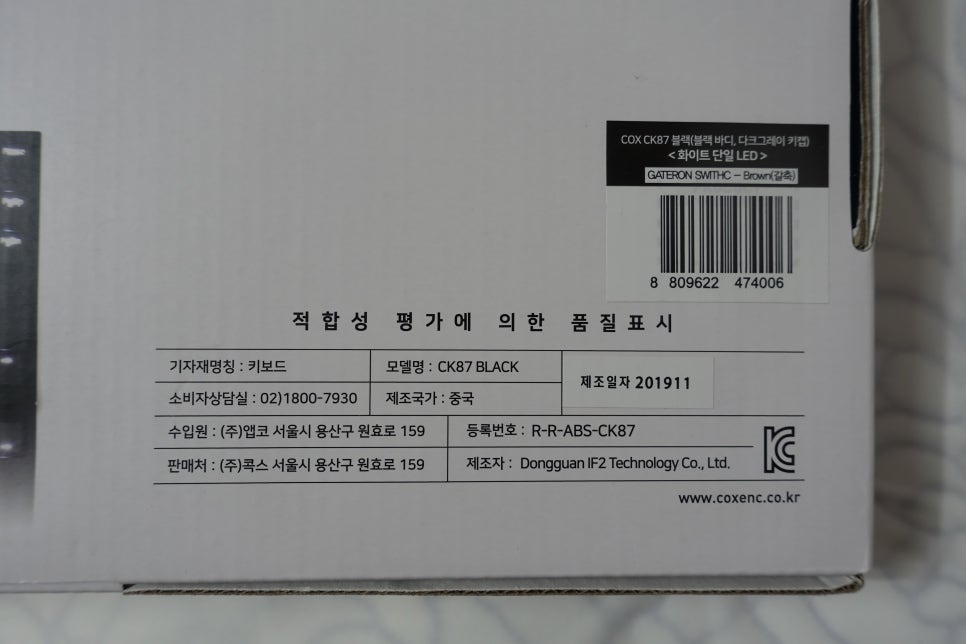 COX CK87 블랙(블랙 바디, 다크그레이 키캡)
< 화이트 단일 LED >
GATERON SWITHC - Brown(갈축)
8 809622 474006
적합성 평가에 의한 품질표시
기자재명칭 : 키보드
모델명 : CK87 BLACK
제조일자 201911
소비자상담실 : 02)1800-7930
제조국가 : 중국
수입원 : (주)앱코 서울시 용산구 원효로 159
등록번호 : R-R-ABS-CK87
판매처 : (주)콕스 서울시 용산구 원효로 159
제조자 : Dongguan IF2 Technology Co., Ltd.
www.coxenc.co.kr